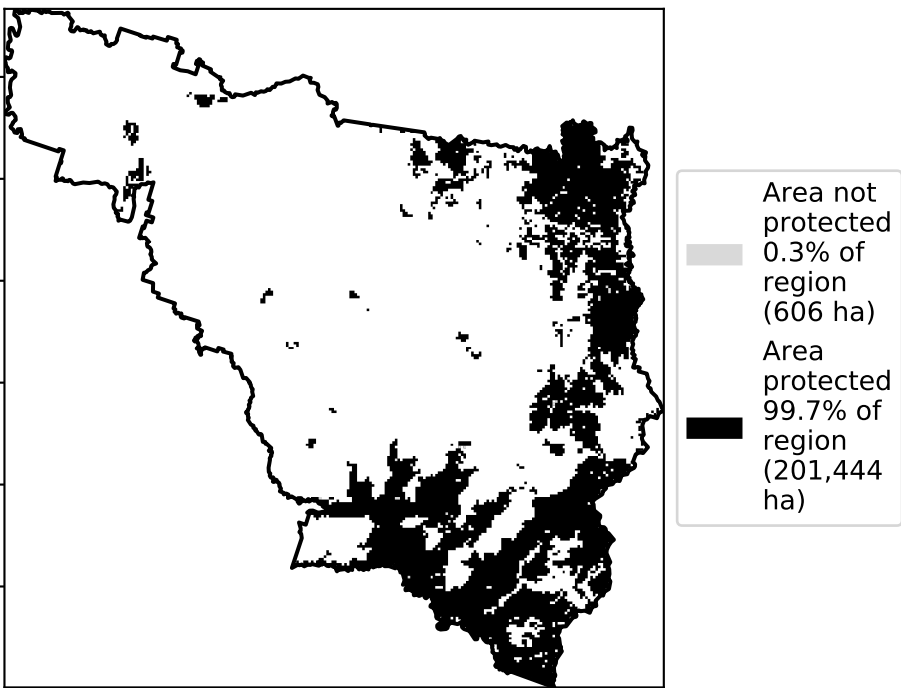 Area not
protected
0.3% of
region
(606 ha)
Area
protected
99.7% of
region
(201,444
ha)